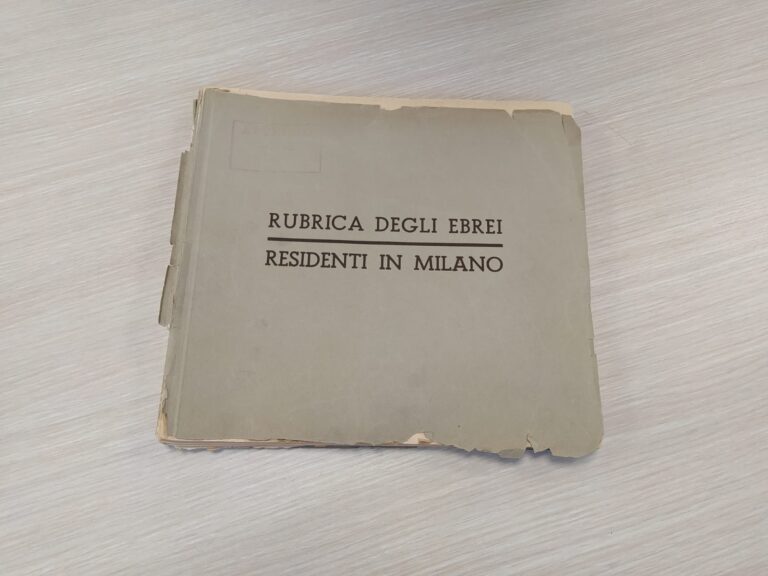 RUBRICA DEGLI EBREI
RESIDENTI IN MILANO